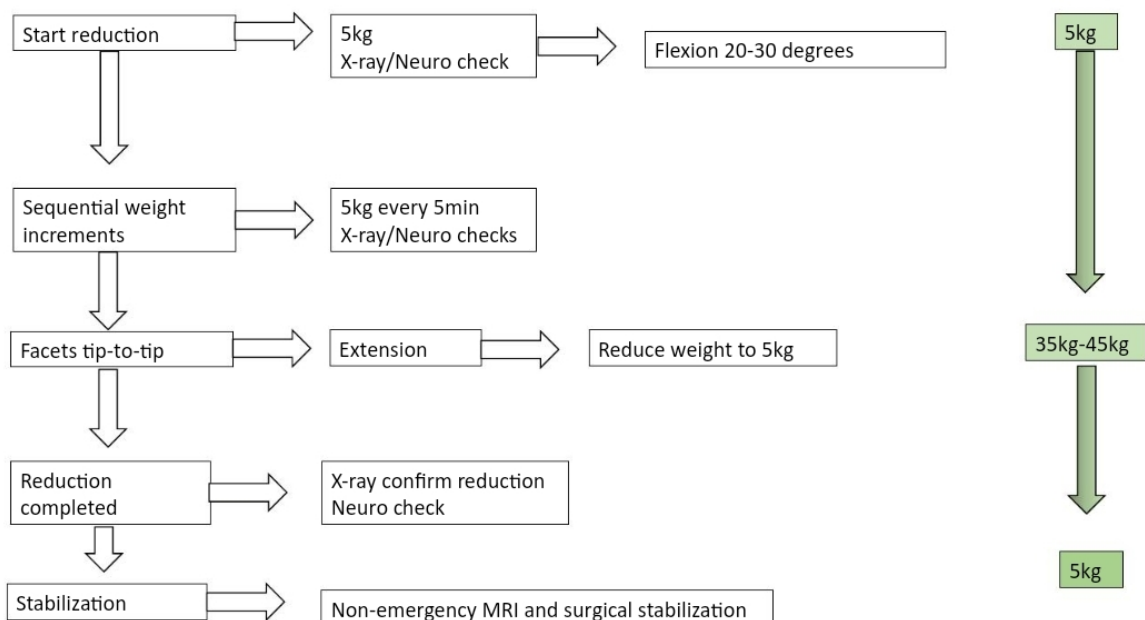 Start reduction
5kg
X-ray/Neuro check
Flexion 20-30 degrees
5kg
Sequential weight
increments
5kg every 5min
X-ray/Neuro checks
Facets tip-to-tip
Extension
Reduce weight to 5kg
35kg-45kg
Reduction
completed
X-ray confirm reduction
Neuro check
5kg
Stabilization
Non-emergency MRI and surgical stabilization